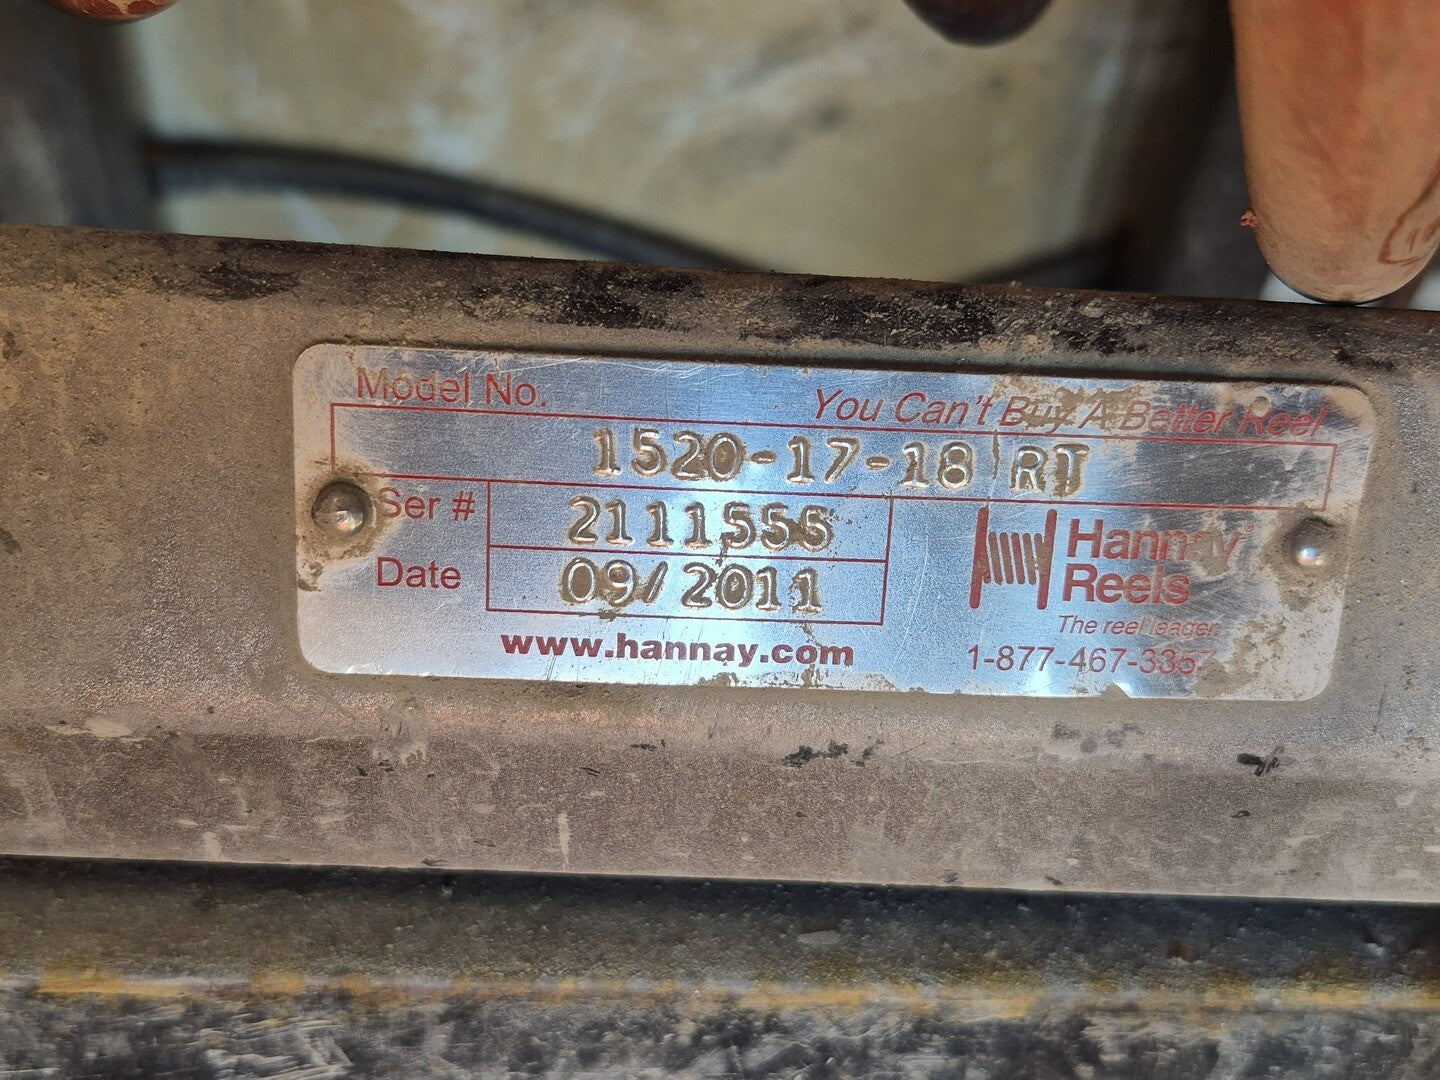 Model No.
You Can't Buy A Better Reel
1520-17-18 RT
Ser # 2111555
Date 09/2011
Hannay
Reels
The reel leader.
www.hannay.com